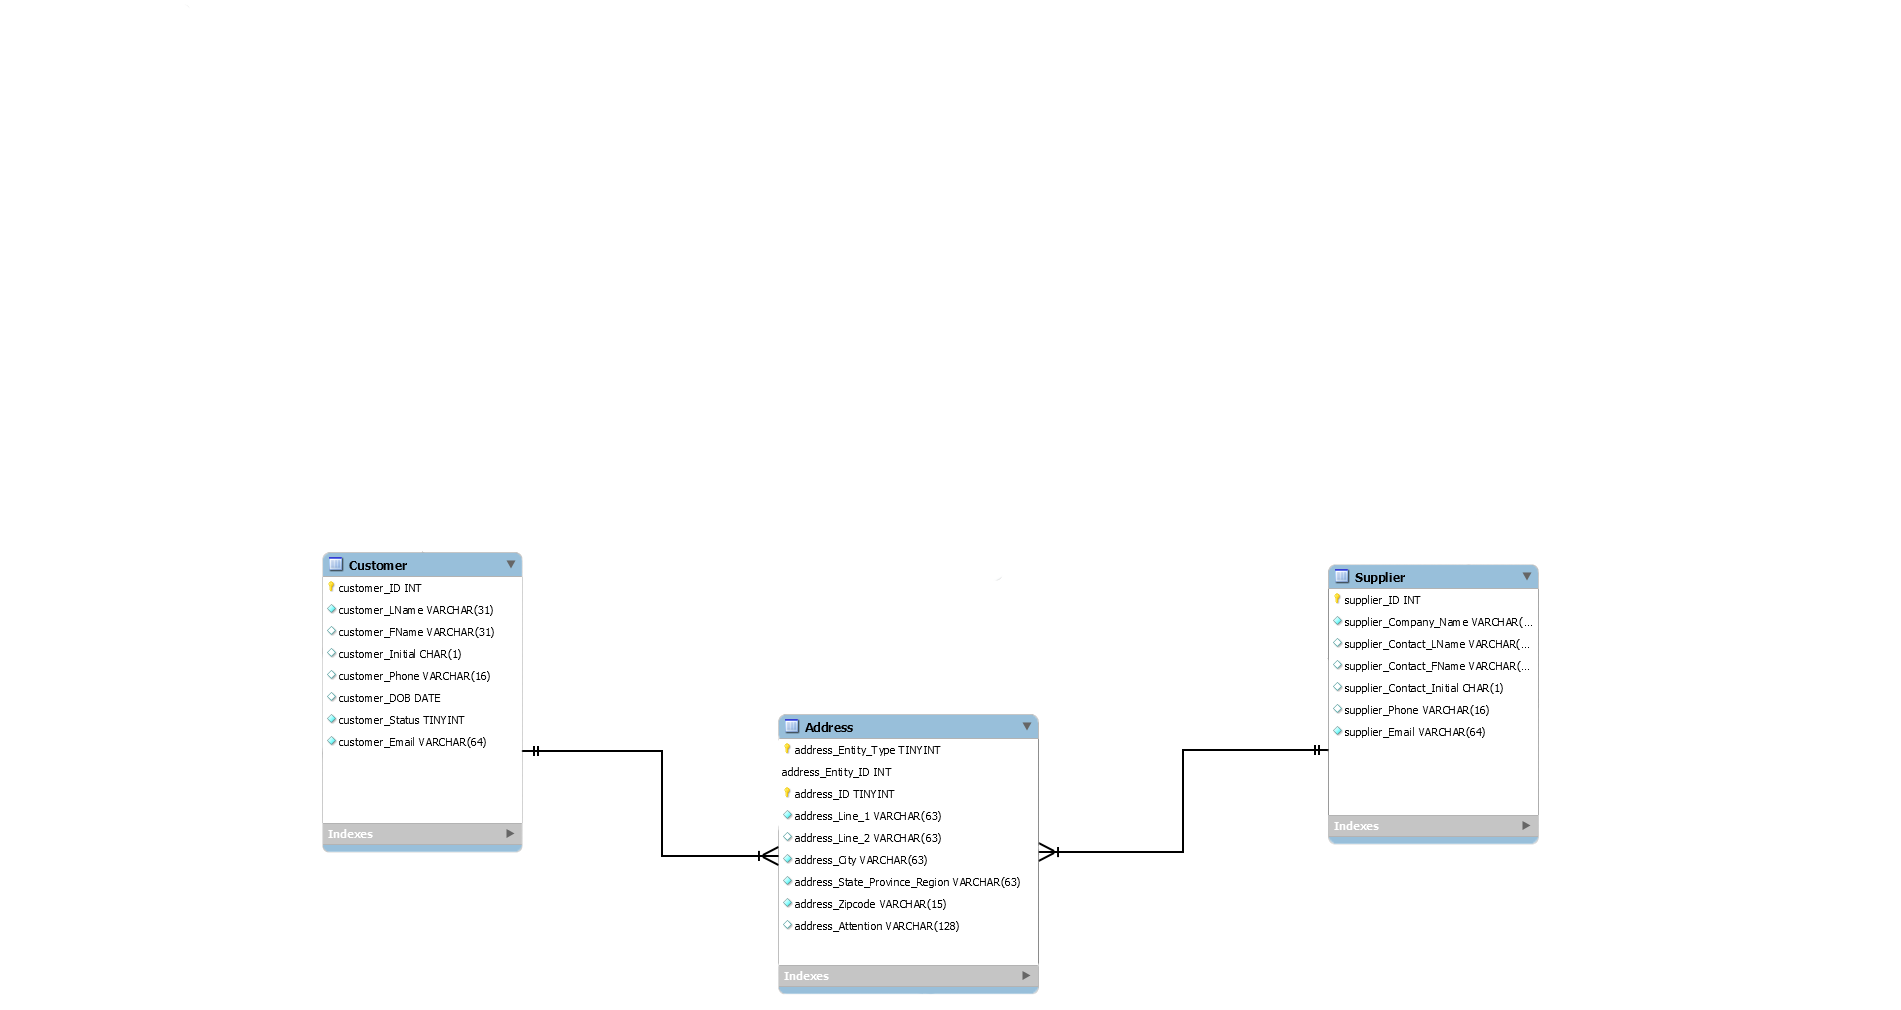 Customer
customer_ID INT
customer_LName VARCHAR(31)
customer_FName VARCHAR(31)
customer_Initial CHAR(1)
customer_Phone VARCHAR(16)
customer_DOB DATE
customer_Status TINYINT
customer_Email VARCHAR(64)
Indexes
Address
address_Entity_Type TINYINT
address_Entity_ID INT
address_ID TINYINT
address_Line_1 VARCHAR(63)
address_Line_2 VARCHAR(63)
address_City VARCHAR(63)
address_State_Province_Region VARCHAR(63)
address_Zipcode VARCHAR(15)
address_Attention VARCHAR(128)
Indexes
Supplier
supplier_ID INT
supplier_Company_Name VARCHAR(...
supplier_Contact_LName VARCHAR(...
supplier_Contact_FName VARCHAR(...
supplier_Contact_Initial CHAR(1)
supplier_Phone VARCHAR(16)
supplier_Email VARCHAR(64)
Indexes